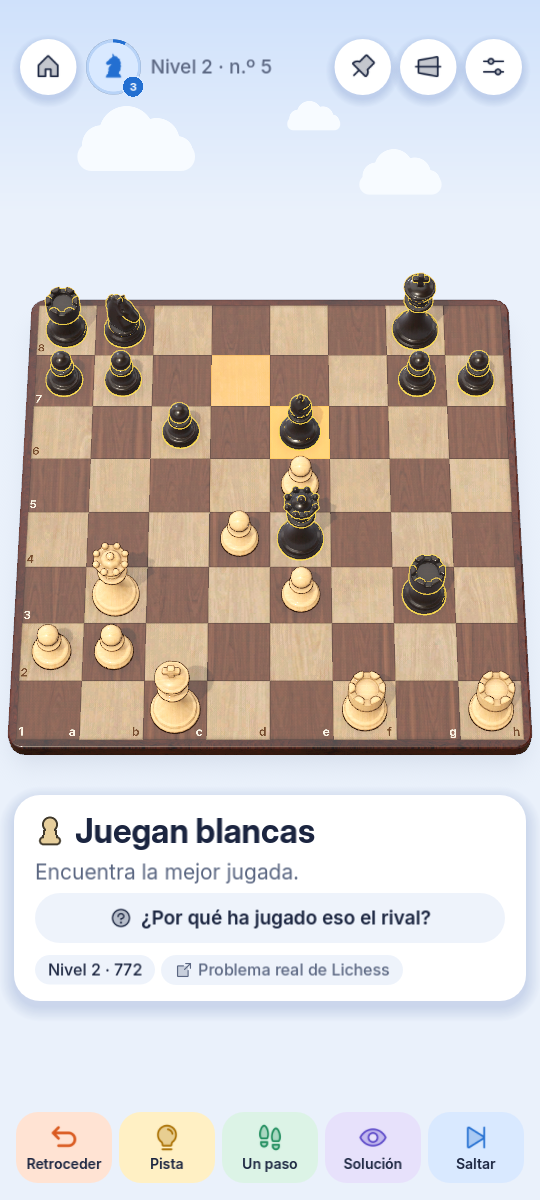 Nivel 2 · n.º 5
3
8
7
6
5
4
3
2
1 a b c d e f g h
Juegan blancas
Encuentra la mejor jugada.
¿Por qué ha jugado eso el rival?
Nivel 2 · 772 Problema real de Lichess
Retroceder Pista Un paso Solución Saltar